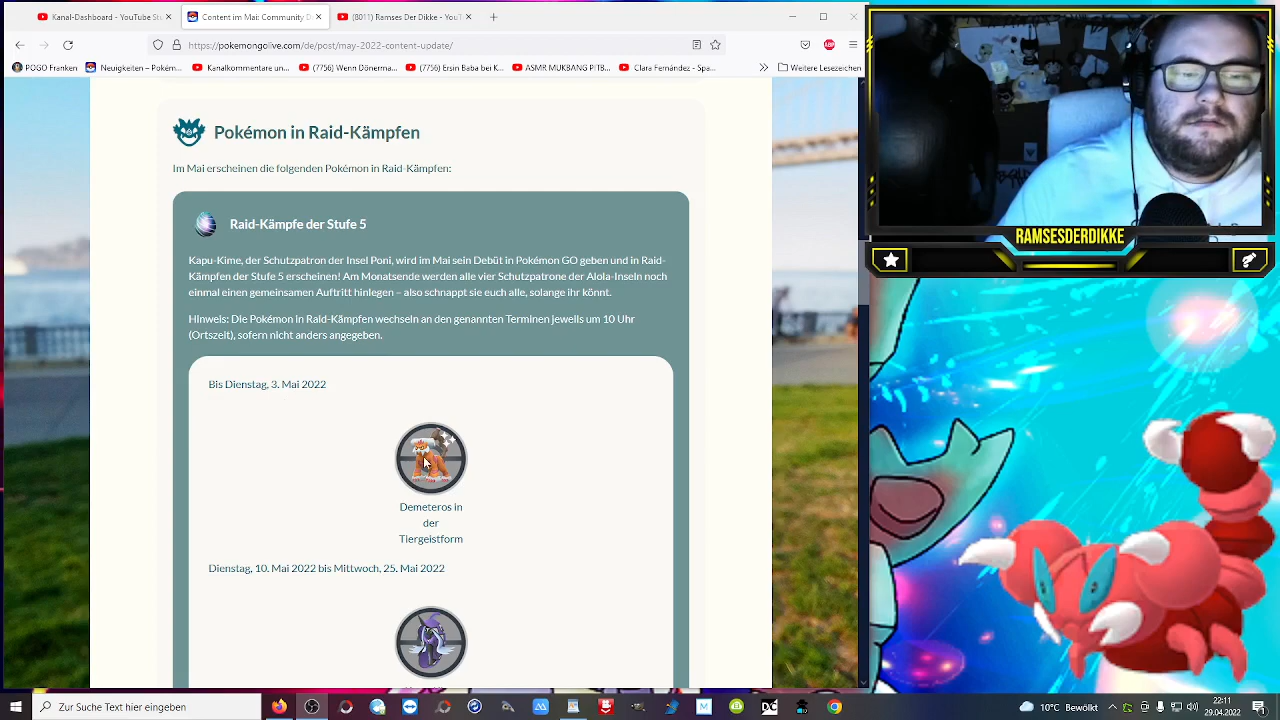 Kanal-Dashboard - YouTube St
Content im Mai: Community D
(801) Ramses Der Dikke - YouT
https://pokemongolive.com/de/post/may-2022-content-update/
ABP
POGO Franken
Neuigkeiten – Pokém
Kanalkommentare un
ASMR MUKBANG PITB
Clara Fernández - Spa
Weitere Lesezeichen
Pokémon in Raid-Kämpfen
Im Mai erscheinen die folgenden Pokémon in Raid-Kämpfen:
Raid-Kämpfe der Stufe 5
Kapu-Kime, der Schutzpatron der Insel Poni, wird im Mai sein Debüt in Pokémon GO geben und in Raid-
Kämpfen der Stufe 5 erscheinen! Am Monatsende werden alle vier Schutzpatrone der Alola-Inseln noch
einmal einen gemeinsamen Auftritt hinlegen – also schnappt sie euch alle, solange ihr könnt.
Hinweis: Die Pokémon in Raid-Kämpfen wechseln an den genannten Terminen jeweils um 10 Uhr
(Ortszeit), sofern nicht anders angegeben.
Bis Dienstag, 3. Mai 2022
Demeteros in
der
Tiergeistform
Dienstag, 10. Mai 2022 bis Mittwoch, 25. Mai 2022
RAMSESDERDIKKE
Zur Suche Text hier eingeben
10°C Bewölkt
22:11
29.04.2022